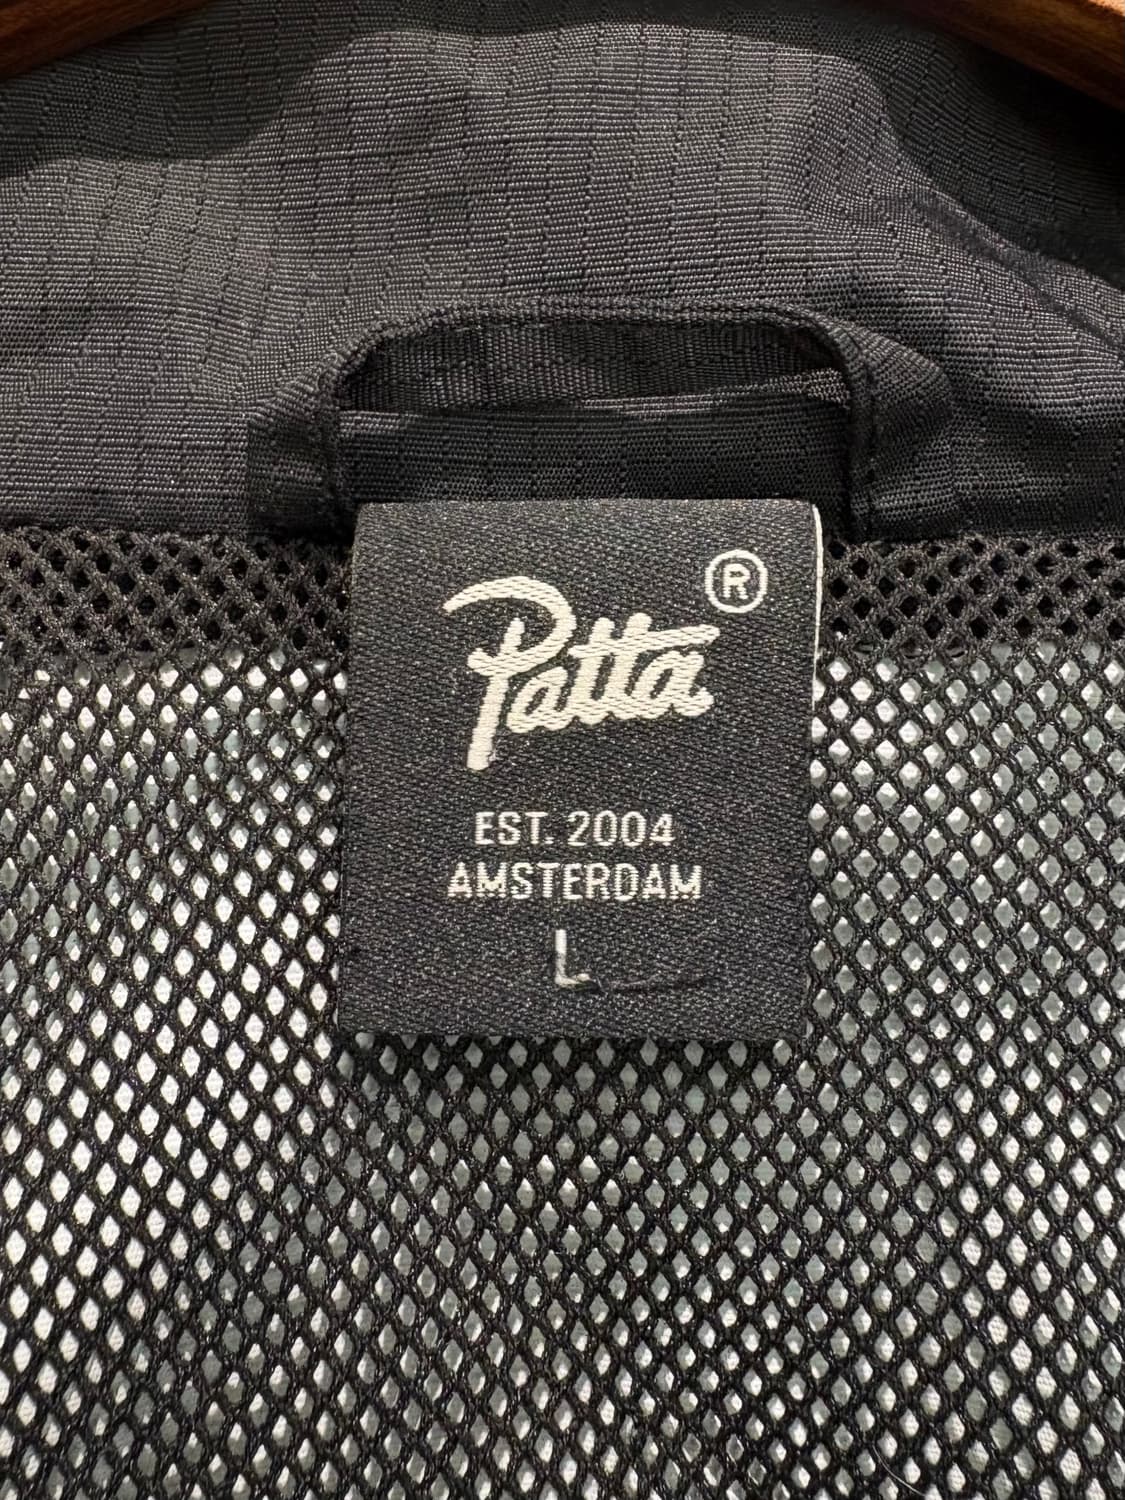 Patta®
EST. 2004
AMSTERDAM
L